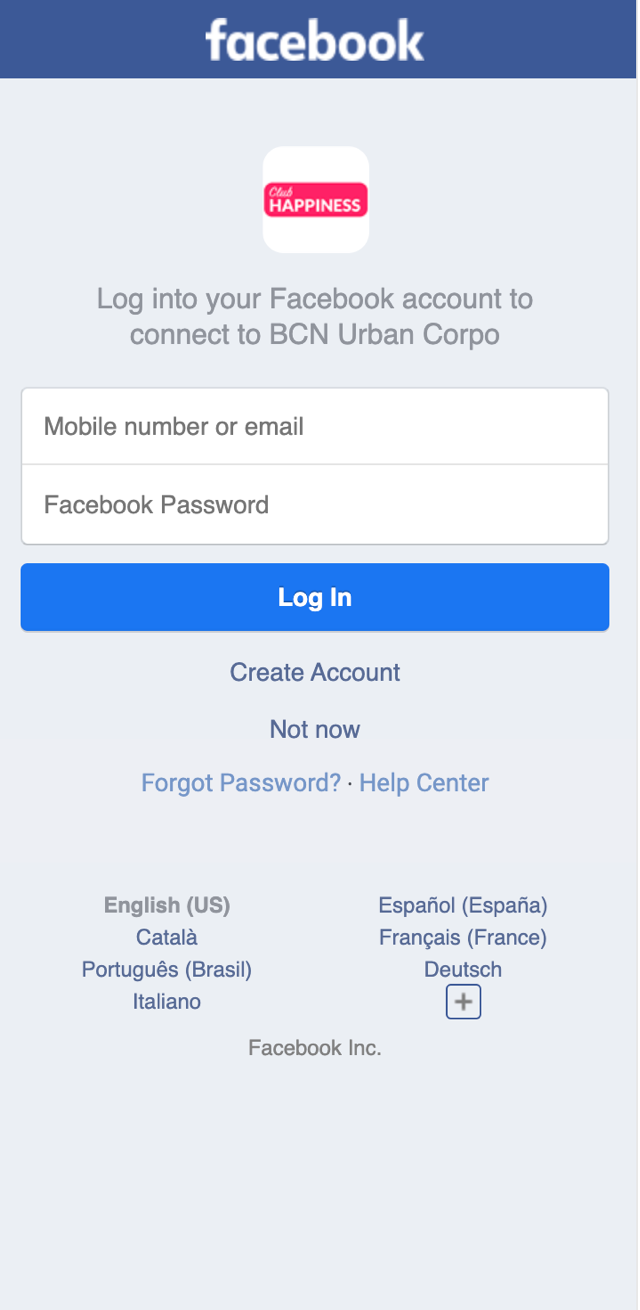 facebook
Club
HAPPINESS
Log into your Facebook account to
connect to BCN Urban Corpo
Mobile number or email
Facebook Password
Log In
Create Account
Not now
Forgot Password? · Help Center
English (US)
Español (España)
Català
Français (France)
Português (Brasil)
Deutsch
Italiano
+
Facebook Inc.